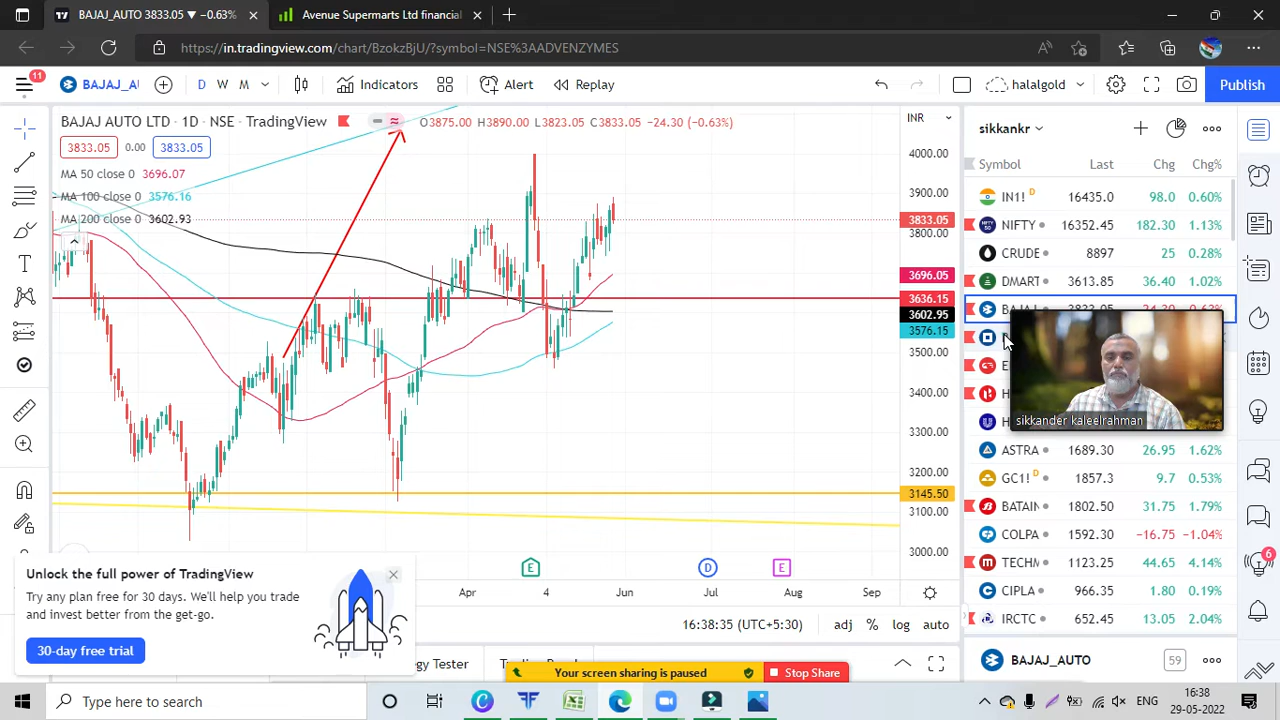 BAJAJ_AUTO 3833.05 ▼ −0.63%
Avenue Supermarts Ltd financial
https://in.tradingview.com/chart/BzokzBjU/?symbol=NSE%3AADVENZYMES
11
BAJAJ_AU
D W M
Indicators
Alert
Replay
halalgold
Publish
BAJAJ AUTO LTD · 1D · NSE · TradingView
O3875.00 H3890.00 L3823.05 C3833.05 −24.30 (−0.63%)
3833.05 0.00 3833.05
MA 50 close 0 3696.07
MA 100 close 0 3576.16
MA 200 close 0 3602.93
INR
4000.00
3900.00
3833.05
3800.00
3696.05
3636.15
3602.95
3576.15
3500.00
3400.00
3300.00
3200.00
3145.50
3100.00
3000.00
E D E
Apr 4 Jun Jul Aug Sep
16:38:35 (UTC+5:30) adj % log auto
sikkankr
Symbol Last Chg Chg%
IN1! D 16435.0 98.0 0.60%
NIFTY 16352.45 182.30 1.13%
CRUDE 8897 25 0.28%
DMART 3613.85 36.40 1.02%
sikkander kaleelrahman
ASTRA 1689.30 26.95 1.62%
GC1! D 1857.3 9.7 0.53%
BATAIN 1802.50 31.75 1.79%
COLPA 1592.30 −16.75 −1.04%
TECHM 1123.25 44.65 4.14%
CIPLA 966.35 1.80 0.19%
IRCTC 652.45 13.05 2.04%
BAJAJ_AUTO 59
6
Unlock the full power of TradingView
Try any plan free for 30 days. We'll help you trade
and invest better from the get-go.
30-day free trial
gy Tester
Your screen sharing is paused
Stop Share
Type here to search
16:38
29-05-2022